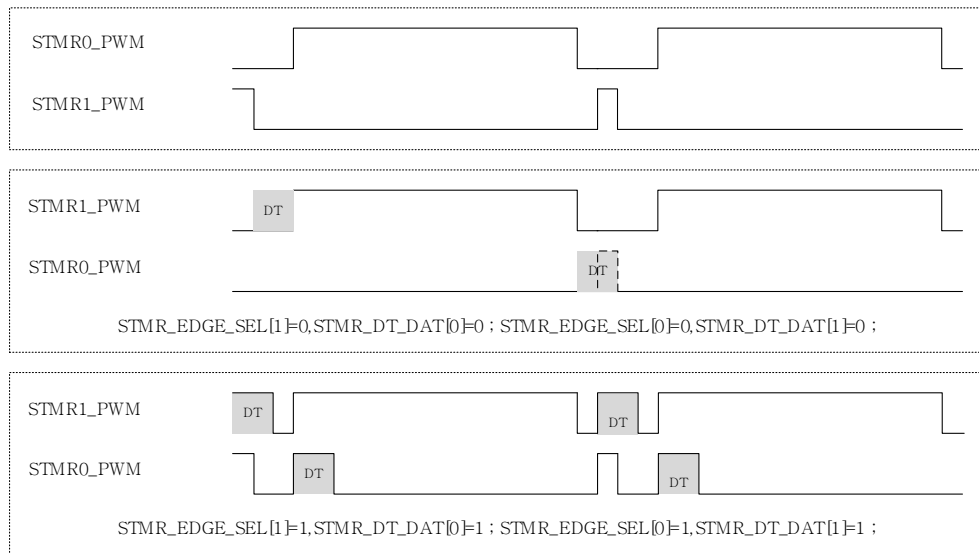 STMR0_PWM
STMR1_PWM
STMR1_PWM
DT
STMR0_PWM
DT
STMR_EDGE_SEL[1]=0,STMR_DT_DAT[0]=0 ; STMR_EDGE_SEL[0]=0,STMR_DT_DAT[1]=0 ;
STMR1_PWM
DT
DT
STMR0_PWM
DT
DT
STMR_EDGE_SEL[1]=1,STMR_DT_DAT[0]=1 ; STMR_EDGE_SEL[0]=1,STMR_DT_DAT[1]=1 ;